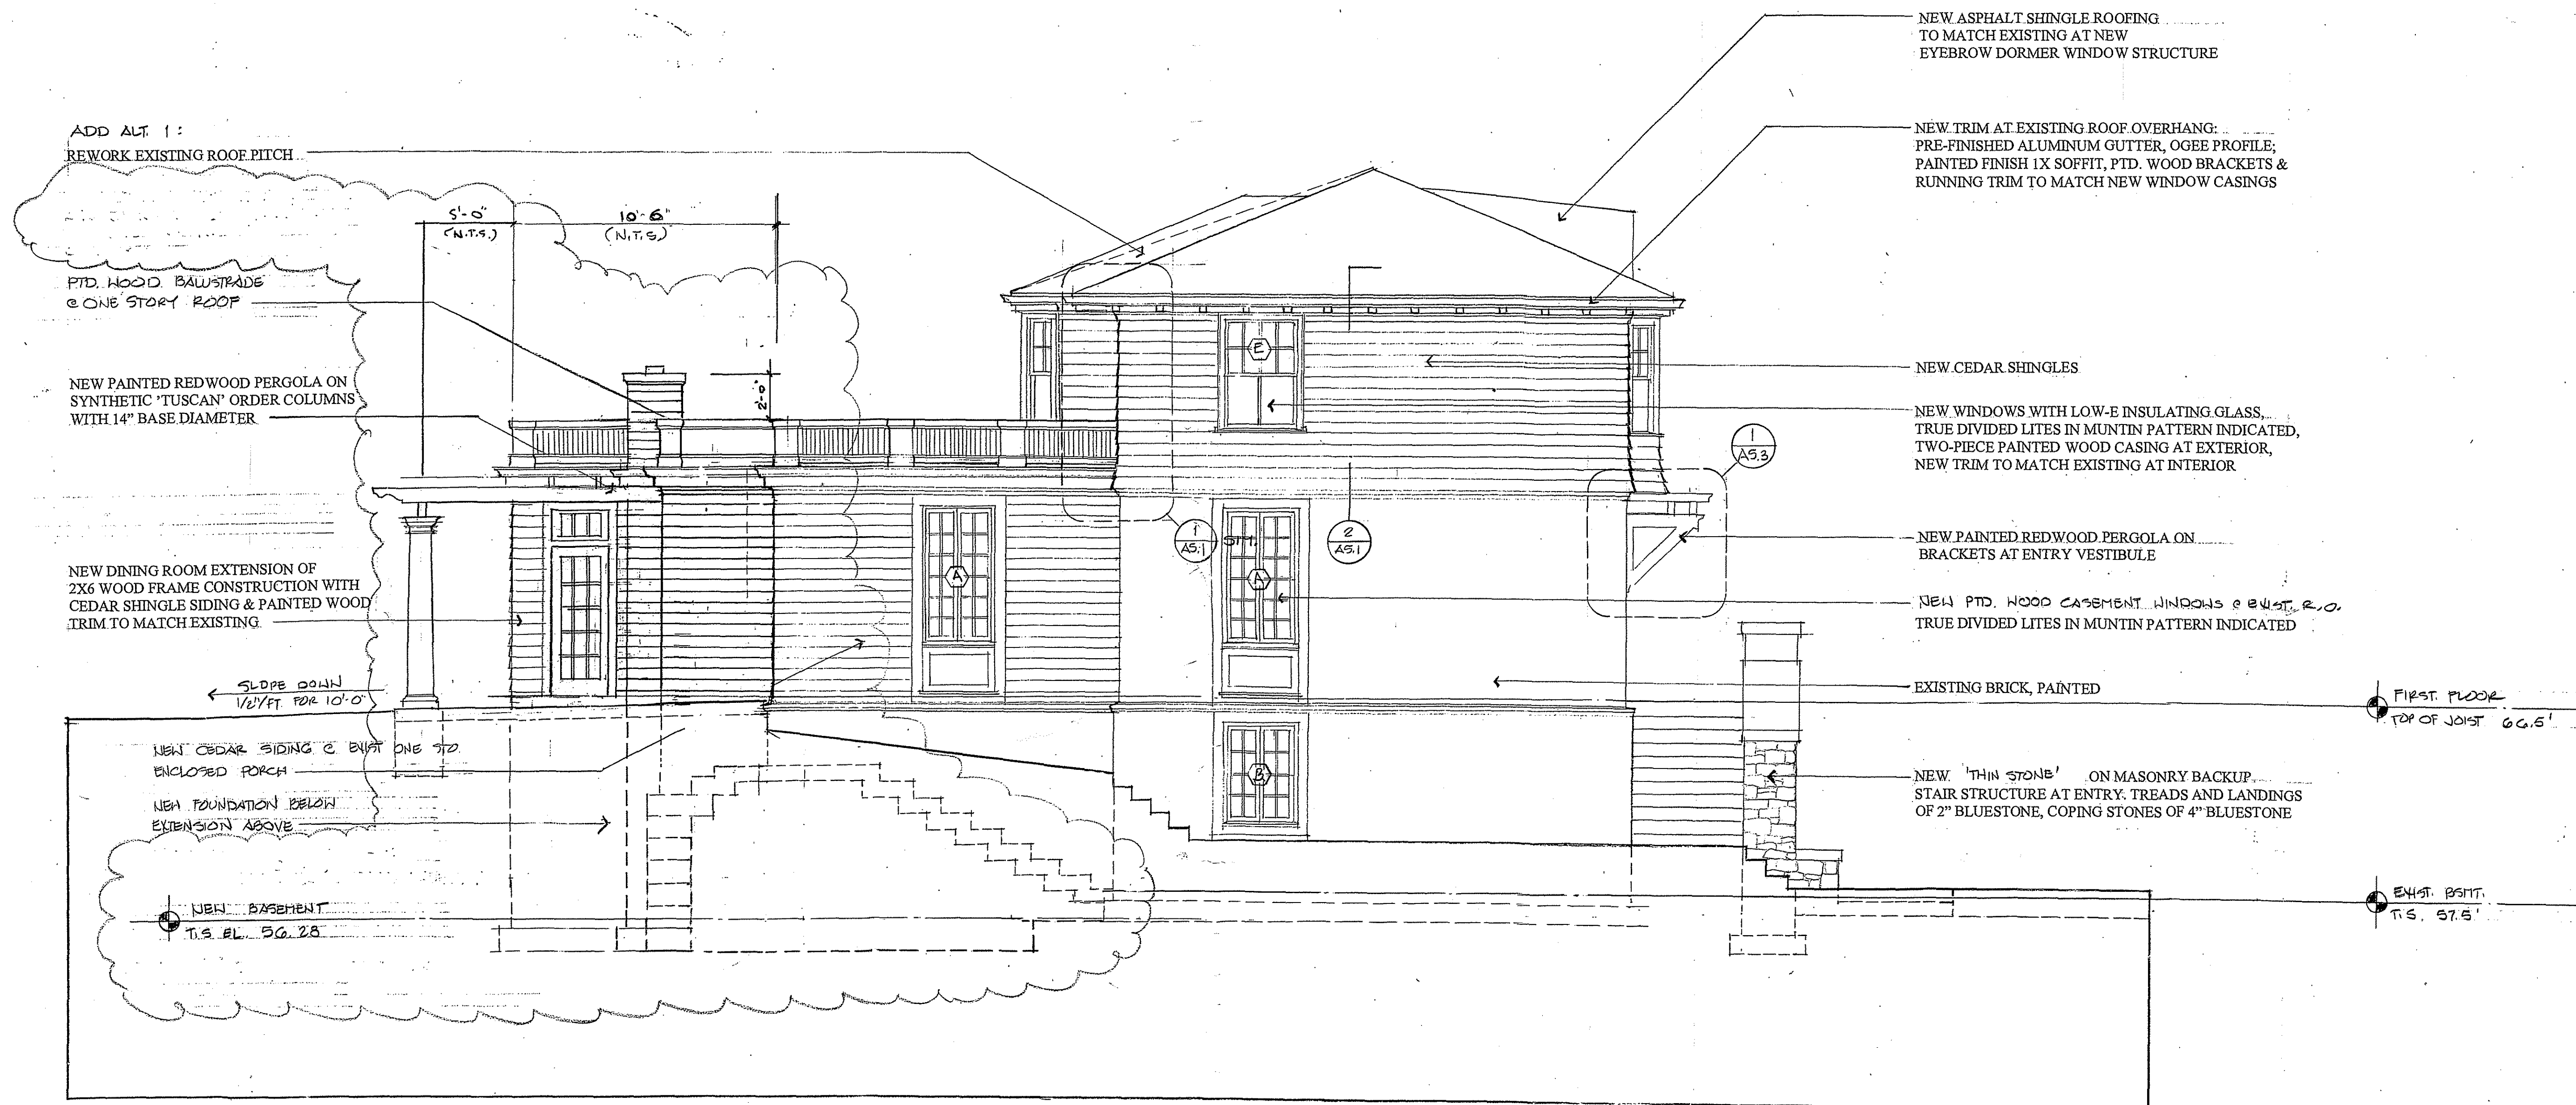 NEW ASPHALT SHINGLE ROOFING
TO MATCH EXISTING AT NEW
EYEBROW DORMER WINDOW STRUCTURE
ADD ALT. 1:
REWORK EXISTING ROOF PITCH
NEW TRIM AT EXISTING ROOF OVERHANG:
PRE-FINISHED ALUMINUM GUTTER, OGEE PROFILE;
PAINTED FINISH 1X SOFFIT, PTD. WOOD BRACKETS &
RUNNING TRIM TO MATCH NEW WINDOW CASINGS
5'-0"
(N.T.S.)
10'-6"
(N.T.S.)
PTD. WOOD BALUSTRADE
@ ONE STORY ROOF
2'-0"
E
NEW CEDAR SHINGLES
NEW PAINTED REDWOOD PERGOLA ON
SYNTHETIC 'TUSCAN' ORDER COLUMNS
WITH 14" BASE DIAMETER
NEW WINDOWS WITH LOW-E INSULATING GLASS,
TRUE DIVIDED LITES IN MUNTIN PATTERN INDICATED,
TWO-PIECE PAINTED WOOD CASING AT EXTERIOR,
NEW TRIM TO MATCH EXISTING AT INTERIOR
1
A5.3
1
A5.1
SIM.
2
A5.1
NEW PAINTED REDWOOD PERGOLA ON
BRACKETS AT ENTRY VESTIBULE
NEW DINING ROOM EXTENSION OF
2X6 WOOD FRAME CONSTRUCTION WITH
CEDAR SHINGLE SIDING & PAINTED WOOD
TRIM TO MATCH EXISTING
A
A
NEW PTD. WOOD CASEMENT WINDOWS @ EXIST. R.O.
TRUE DIVIDED LITES IN MUNTIN PATTERN INDICATED
SLOPE DOWN
1/2"/FT. FOR 10'-0"
EXISTING BRICK, PAINTED
FIRST FLOOR
TOP OF JOIST 66.5'
NEW CEDAR SIDING @ EXIST ONE STO.
ENCLOSED PORCH
NEW FOUNDATION BELOW
EXTENSION ABOVE
B
NEW 'THIN STONE' ON MASONRY BACKUP
STAIR STRUCTURE AT ENTRY. TREADS AND LANDINGS
OF 2" BLUESTONE, COPING STONES OF 4" BLUESTONE
NEW BASEMENT
T.S. EL. 56.28
EXIST. BSMT.
T.S. 57.5'